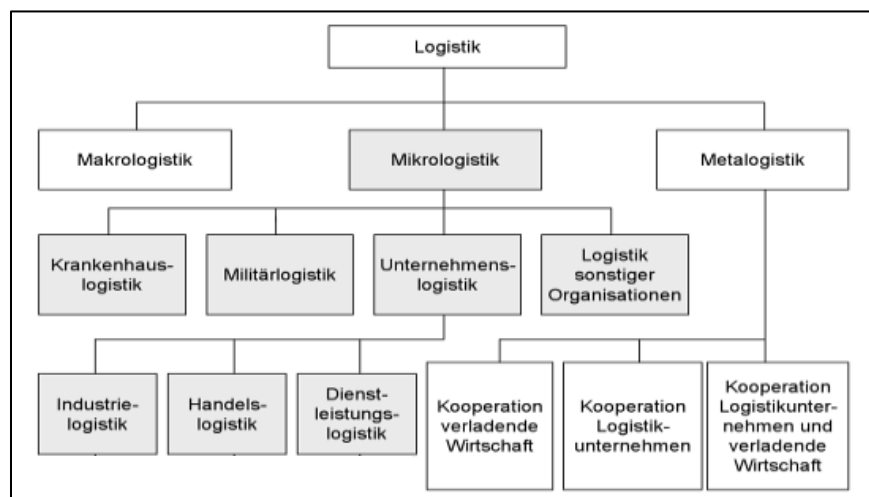 Logistik
Makrologistik
Mikrologistik
Metalogistik
Krankenhaus-
logistik
Militärlogistik
Unternehmens-
logistik
Logistik
sonstiger
Organisationen
Industrie-
logistik
Handels-
logistik
Dienst-
leistungs-
logistik
Kooperation
verladende
Wirtschaft
Kooperation
Logistik-
unternehmen
Kooperation
Logistikunter-
nehmen und
verladende
Wirtschaft